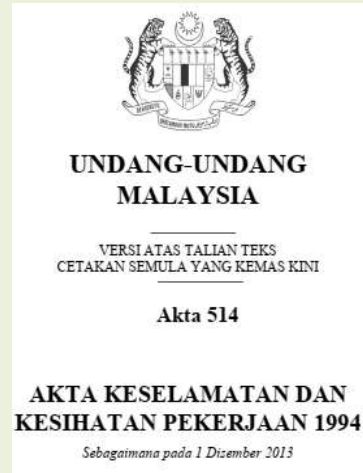 UNDANG-UNDANG
MALAYSIA
VERSI ATAS TALIAN TEKS
CETAKAN SEMULA YANG KEMAS KINI
Akta 514
AKTA KESELAMATAN DAN
KESIHATAN PEKERJAAN 1994
Sebagaimana pada 1 Disember 2013